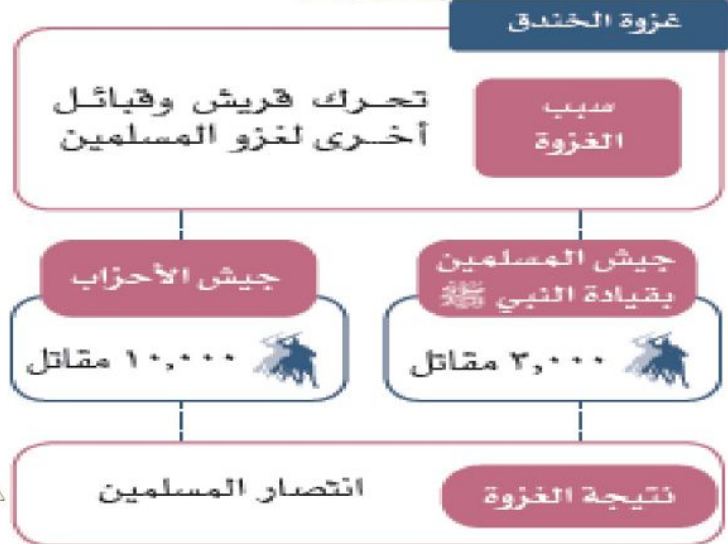 غزوة الخندق
سبب
الغزوة
تحرك قريش وقبائل
أخرى لغزو المسلمين
جيش المسلمين
بقيادة النبي ﷺ
٣,٠٠٠ مقاتل
جيش الأحزاب
١٠,٠٠٠ مقاتل
نتيجة الغزوة
انتصار المسلمين